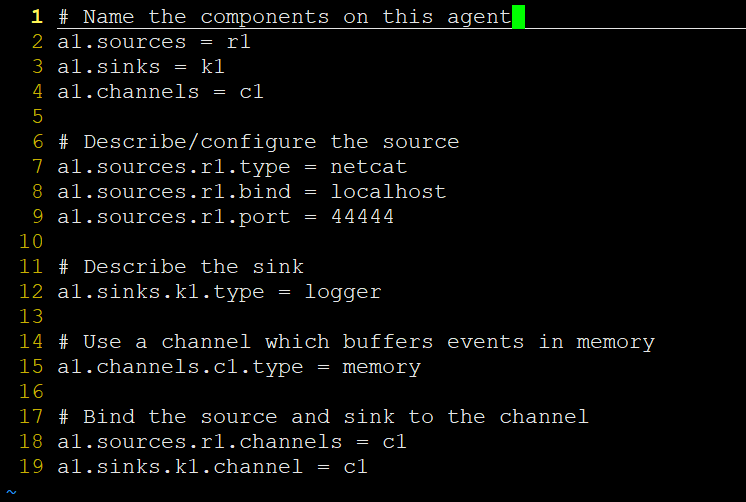 1 # Name the components on this agent
2 a1.sources = r1
3 a1.sinks = k1
4 a1.channels = c1
5
6 # Describe/configure the source
7 a1.sources.r1.type = netcat
8 a1.sources.r1.bind = localhost
9 a1.sources.r1.port = 44444
10
11 # Describe the sink
12 a1.sinks.k1.type = logger
13
14 # Use a channel which buffers events in memory
15 a1.channels.c1.type = memory
16
17 # Bind the source and sink to the channel
18 a1.sources.r1.channels = c1
19 a1.sinks.k1.channel = c1
~